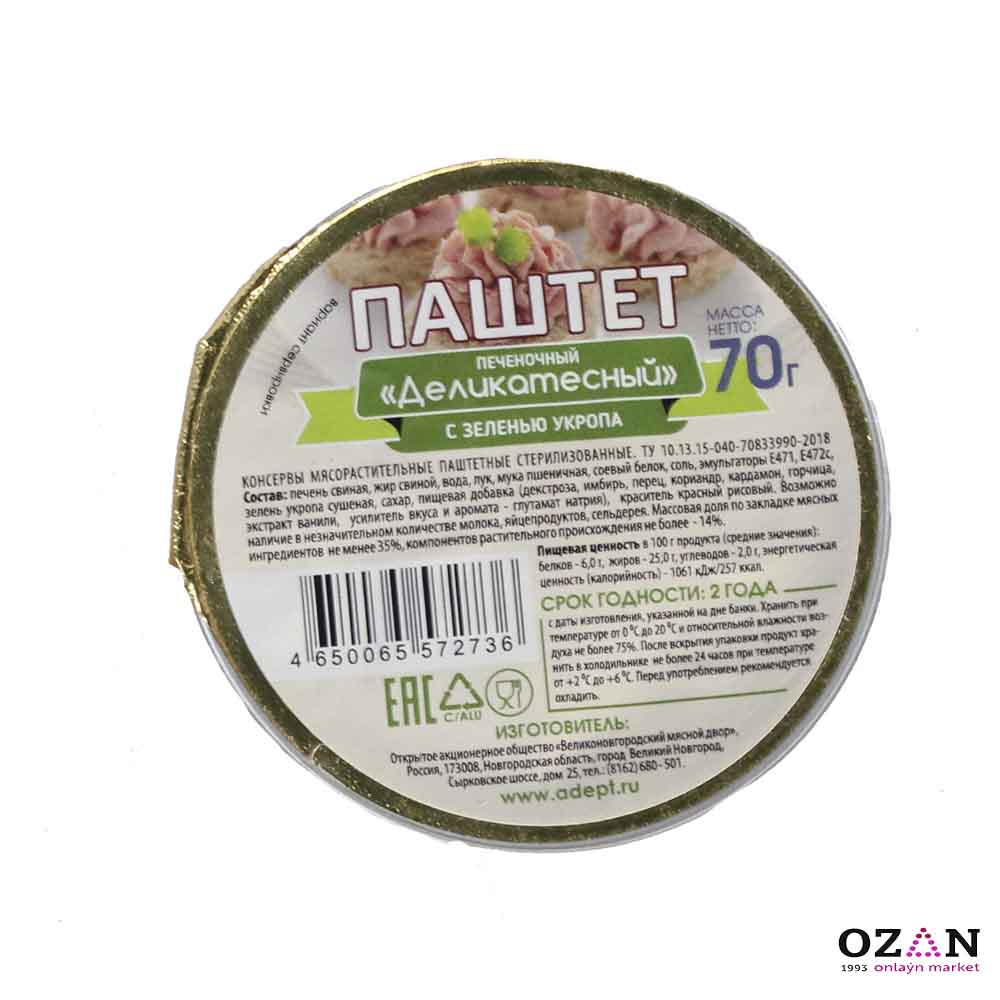 ПАШТЕТ
ПЕЧЕНОЧНЫЙ
«Деликатесный»
С ЗЕЛЕНЬЮ УКРОПА
МАССА
НЕТТО:
70г
вариант сервировки
КОНСЕРВЫ МЯСОРАСТИТЕЛЬНЫЕ ПАШТЕТНЫЕ СТЕРИЛИЗОВАННЫЕ. ТУ 10.13.15-040-70833990-2018
Состав: печень свиная, жир свиной, вода, лук, мука пшеничная, соевый белок, соль, эмульгаторы Е471, Е472с,
зелень укропа сушеная, сахар, пищевая добавка (декстроза, имбирь, перец, кориандр, кардамон, горчица,
экстракт ванили, усилитель вкуса и аромата - глутамат натрия), краситель красный рисовый. Возможно
наличие в незначительном количестве молока, яйцепродуктов, сельдерея. Массовая доля по закладке мясных
ингредиентов не менее 35%, компонентов растительного происхождения не более - 14%.
Пищевая ценность в 100 г продукта (средние значения):
белков - 6,0 г, жиров - 25,0 г, углеводов - 2,0 г, энергетическая
ценность (калорийность) - 1061 кДж/257 ккал.
СРОК ГОДНОСТИ: 2 ГОДА
с даты изготовления, указанной на дне банки. Хранить при
температуре от 0 °С до 20 °С и относительной влажности воз-
духа не более 75%. После вскрытия упаковки продукт хра-
нить в холодильнике не более 24 часов при температуре
от +2 °С до +6 °С. Перед употреблением рекомендуется
охладить.
4 650065 572736
ЕАС
C/ALU
ИЗГОТОВИТЕЛЬ:
Открытое акционерное общество «Великоновгородский мясной двор»,
Россия, 173008, Новгородская область, город Великий Новгород,
Сырковское шоссе, дом 25, тел.: (8162) 680-501.
www.adept.ru
OZAN
1993 onlaýn market